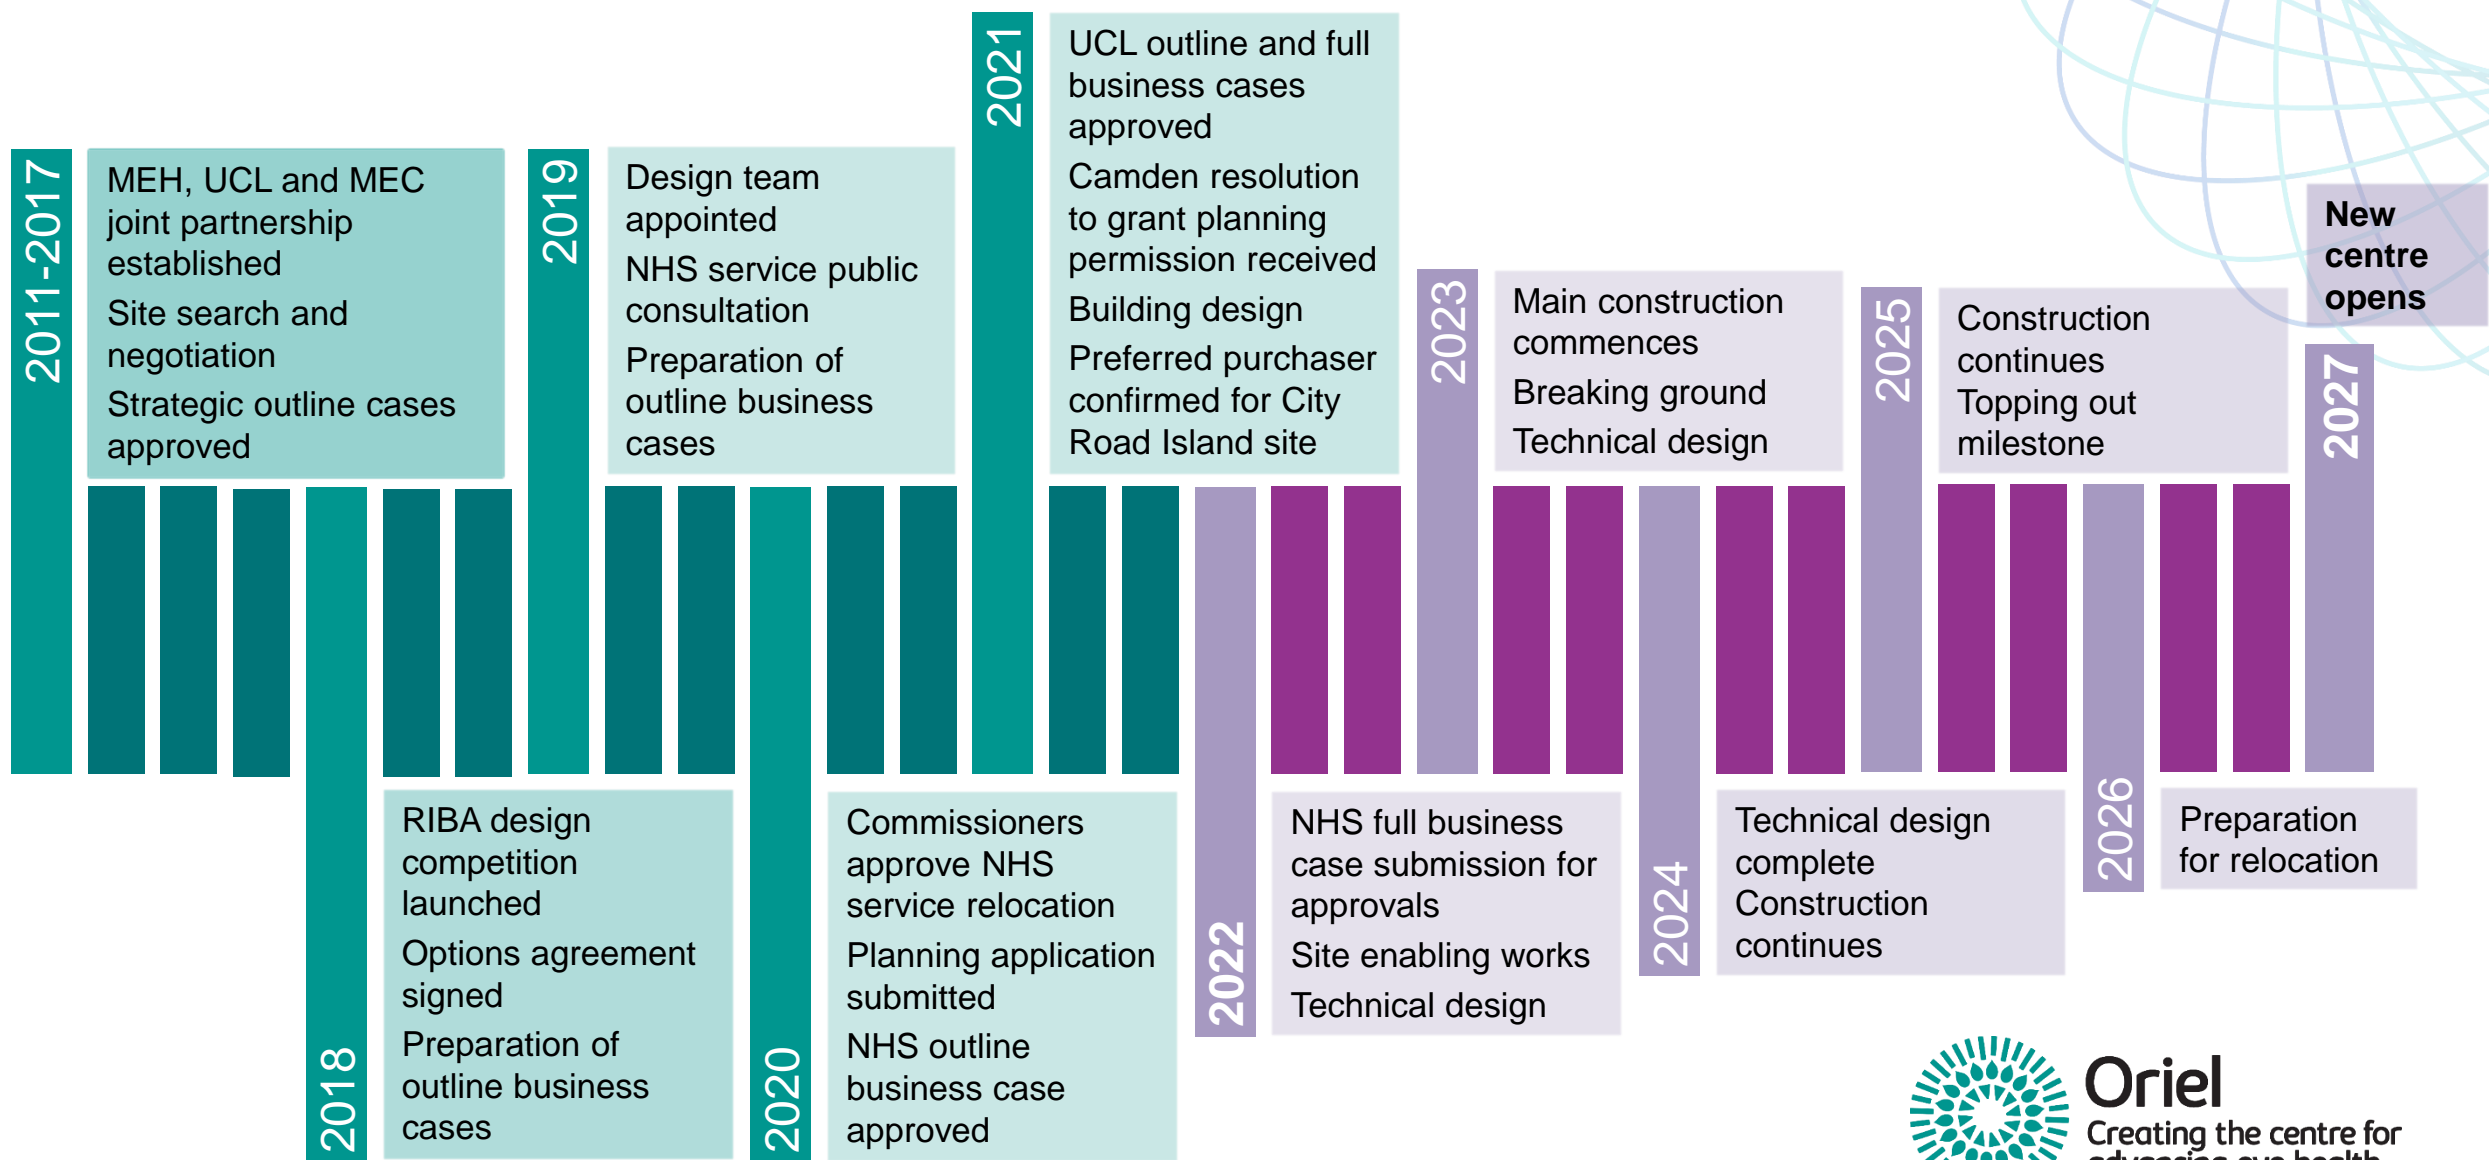 2011-2017
MEH, UCL and MEC
joint partnership
established
Site search and
negotiation
Strategic outline cases
approved
2018
RIBA design
competition
launched
Options agreement
signed
Preparation of
outline business
cases
2019
Design team
appointed
NHS service public
consultation
Preparation of
outline business
cases
2020
Commissioners
approve NHS
service relocation
Planning application
submitted
NHS outline
business case
approved
2021
UCL outline and full
business cases
approved
Camden resolution
to grant planning
permission received
Building design
Preferred purchaser
confirmed for City
Road Island site
2022
NHS full business
case submission for
approvals
Site enabling works
Technical design
2023
Main construction
commences
Breaking ground
Technical design
2024
Technical design
complete
Construction
continues
2025
Construction
continues
Topping out
milestone
2026
Preparation
for relocation
2027
New
centre
opens
Oriel
Creating the centre for
advancing eye health